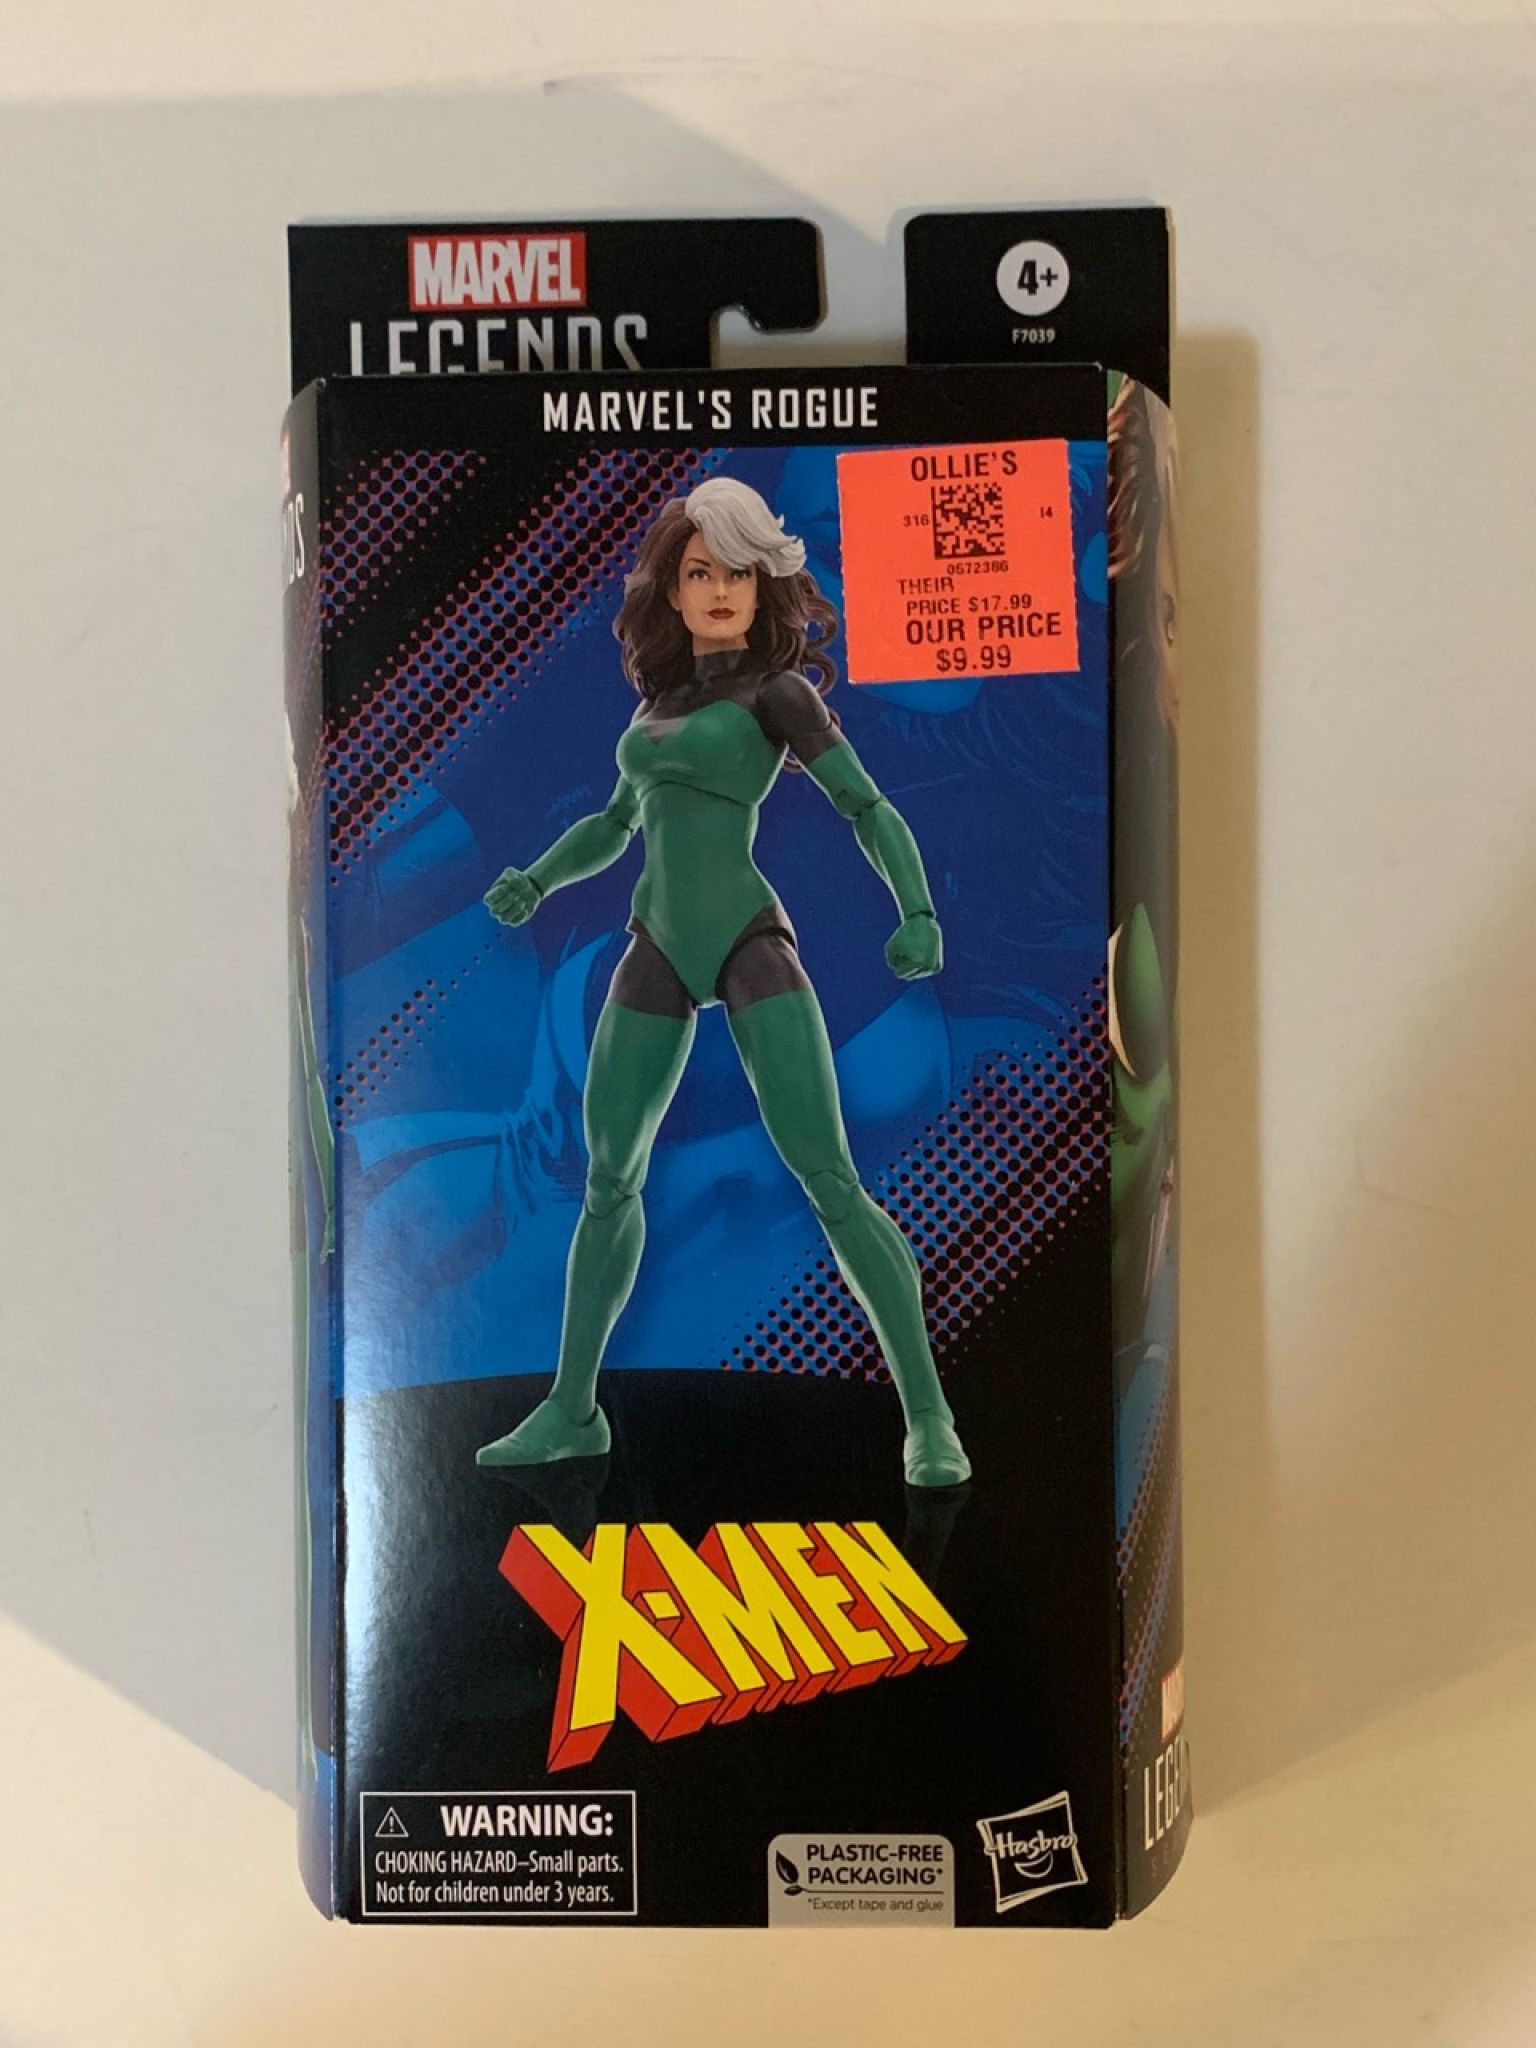 MARVEL
LEGENDS
4+
F7039
MARVEL'S ROGUE
OLLIE'S
316 14
0572386
THEIR
PRICE $17.99
OUR PRICE
$9.99
X-MEN
WARNING:
CHOKING HAZARD–Small parts.
Not for children under 3 years.
PLASTIC-FREE
PACKAGING*
*Except tape and glue
Hasbro